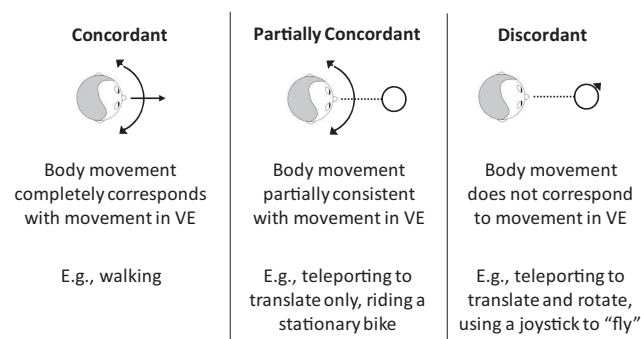 Concordant
Body movement
completely corresponds
with movement in VE
E.g., walking
Partially Concordant
Body movement
partially consistent
with movement in VE
E.g., teleporting to
translate only, riding a
stationary bike
Discordant
Body movement
does not correspond
to movement in VE
E.g., teleporting to
translate and rotate,
using a joystick to “fly”